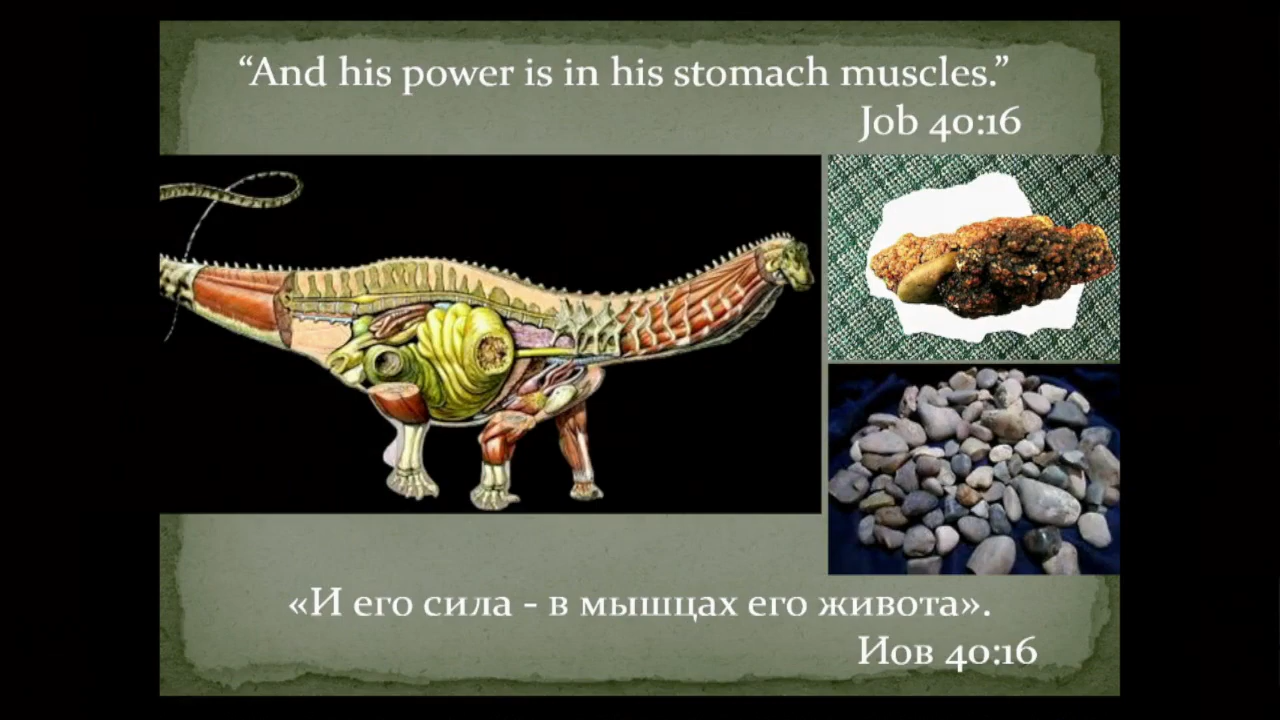 “And his power is in his stomach muscles.”
Job 40:16
«И его сила - в мышцах его живота».
Иов 40:16